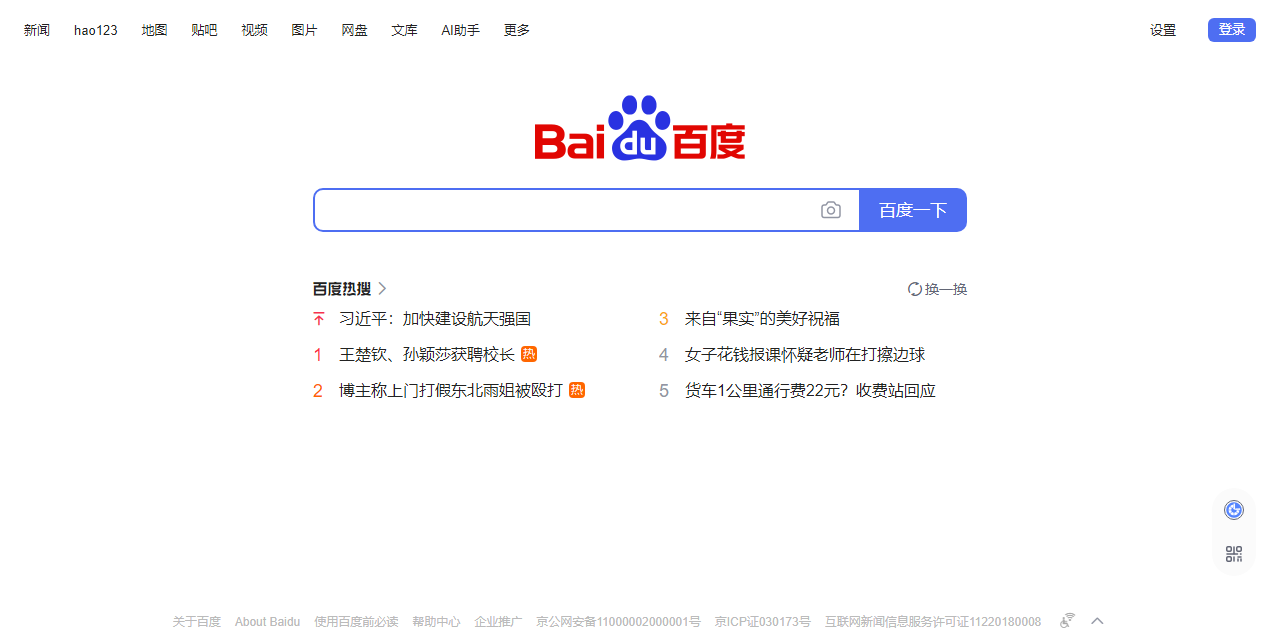 新闻 hao123 地图 贴吧 视频 图片 网盘 文库 AI助手 更多 设置 登录
Bai du 百度
百度一下
百度热搜 换一换
习近平：加快建设航天强国
1 王楚钦、孙颖莎获聘校长 热
2 博主称上门打假东北雨姐被殴打 热
3 来自“果实”的美好祝福
4 女子花钱报课怀疑老师在打擦边球
5 货车1公里通行费22元？收费站回应
关于百度 About Baidu 使用百度前必读 帮助中心 企业推广 京公网安备11000002000001号 京ICP证030173号 互联网新闻信息服务许可证11220180008